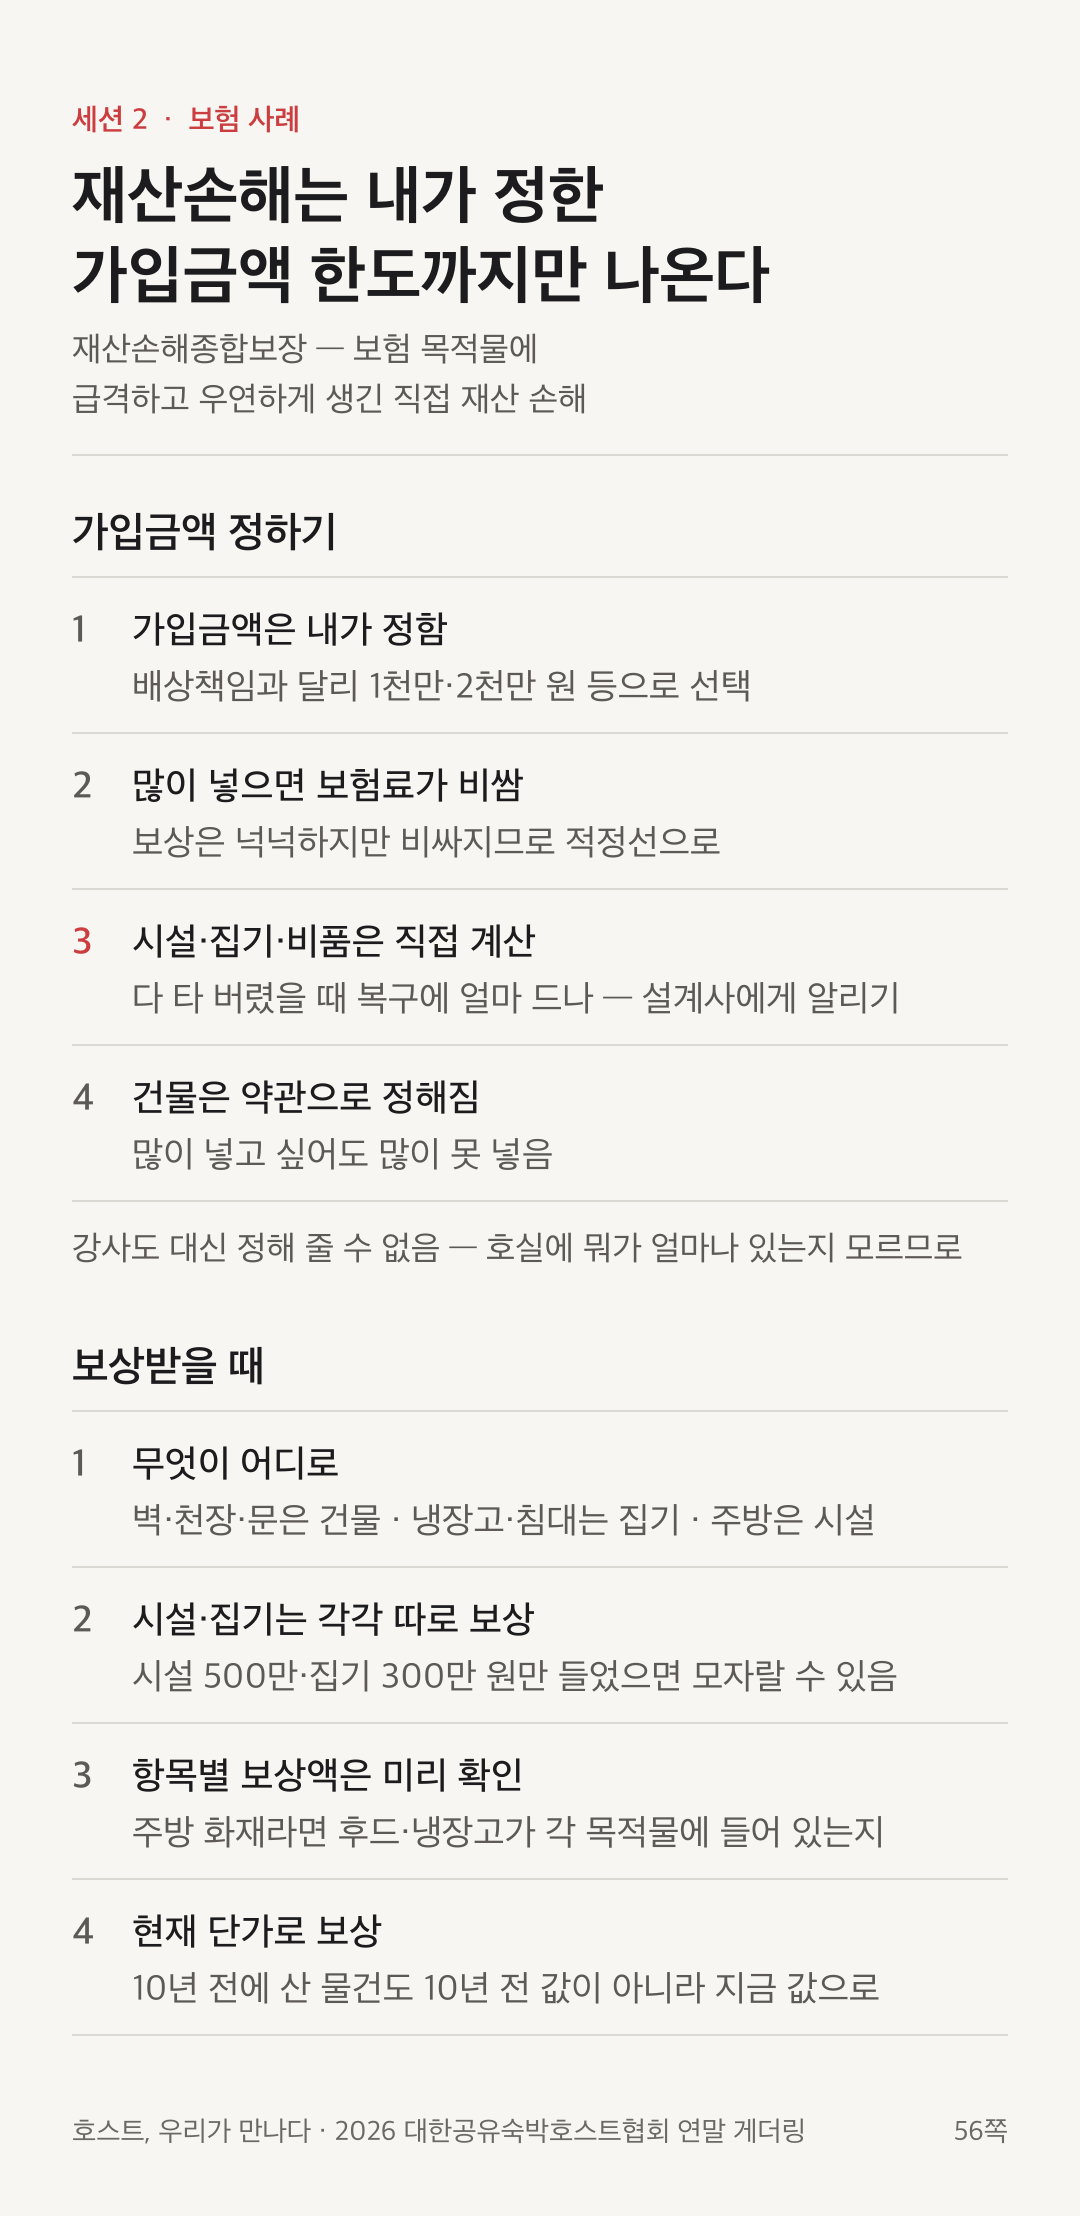 세션 2 · 보험 사례
재산손해는 내가 정한
가입금액 한도까지만 나온다
재산손해종합보장 — 보험 목적물에
급격하고 우연하게 생긴 직접 재산 손해
가입금액 정하기
1 가입금액은 내가 정함
배상책임과 달리 1천만·2천만 원 등으로 선택
2 많이 넣으면 보험료가 비쌈
보상은 넉넉하지만 비싸지므로 적정선으로
3 시설·집기·비품은 직접 계산
다 타 버렸을 때 복구에 얼마 드나 — 설계사에게 알리기
4 건물은 약관으로 정해짐
많이 넣고 싶어도 많이 못 넣음
강사도 대신 정해 줄 수 없음 — 호실에 뭐가 얼마나 있는지 모르므로
보상받을 때
1 무엇이 어디로
벽·천장·문은 건물 · 냉장고·침대는 집기 · 주방은 시설
2 시설·집기는 각각 따로 보상
시설 500만·집기 300만 원만 들었으면 모자랄 수 있음
3 항목별 보상액은 미리 확인
주방 화재라면 후드·냉장고가 각 목적물에 들어 있는지
4 현재 단가로 보상
10년 전에 산 물건도 10년 전 값이 아니라 지금 값으로
호스트, 우리가 만나다 · 2026 대한공유숙박호스트협회 연말 게더링 56쪽